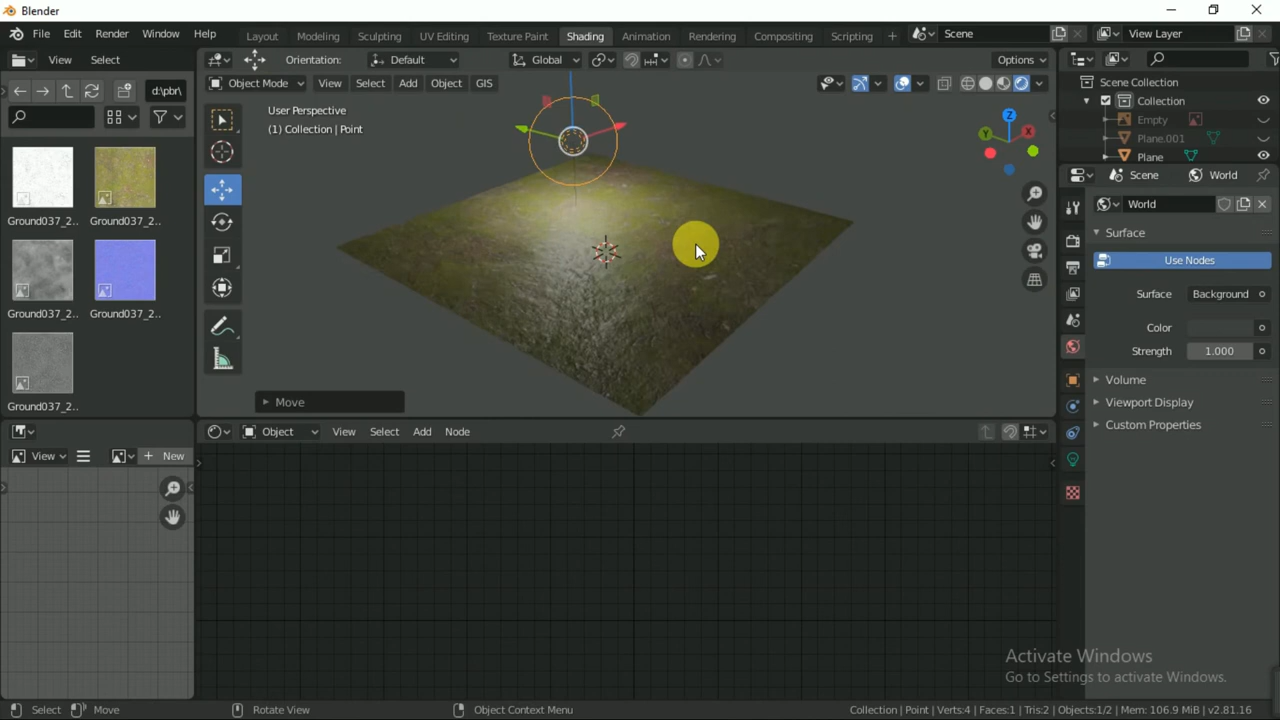 Blender
File Edit Render Window Help Layout Modeling Sculpting UV Editing Texture Paint Shading Animation Rendering Compositing Scripting + Scene View Layer
View Select Orientation: Default Global Options
d:\pbr\ Object Mode View Select Add Object GIS
User Perspective
(1) Collection | Point
Scene Collection
Collection
Empty
Plane.001
Plane
Scene World
World
Surface
Use Nodes
Surface Background
Color
Strength 1.000
Volume
Viewport Display
Custom Properties
X
Y
Z
Ground037_2.. Ground037_2..
Ground037_2.. Ground037_2..
Ground037_2..
Move
Object View Select Add Node
View + New
Activate Windows
Go to Settings to activate Windows.
Select Move Rotate View Object Context Menu Collection | Point | Verts:4 | Faces:1 | Tris:2 | Objects:1/2 | Mem: 106.9 MiB | v2.81.16